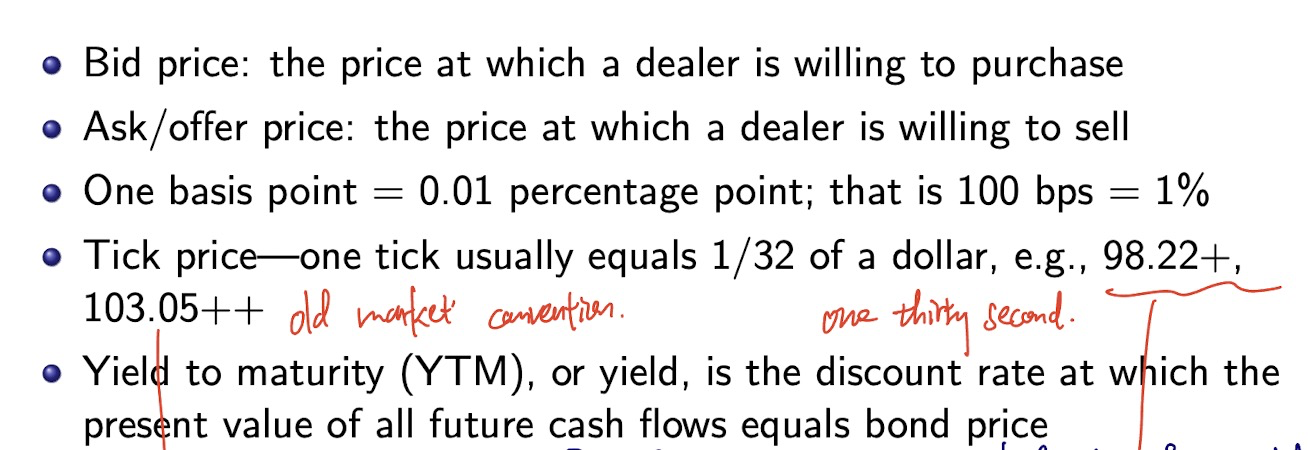 Bid price: the price at which a dealer is willing to purchase
Ask/offer price: the price at which a dealer is willing to sell
One basis point = 0.01 percentage point; that is 100 bps = 1%
Tick price—one tick usually equals 1/32 of a dollar, e.g., 98.22+,
103.05++ old market convention. one thirty second.
Yield to maturity (YTM), or yield, is the discount rate at which the
present value of all future cash flows equals bond price